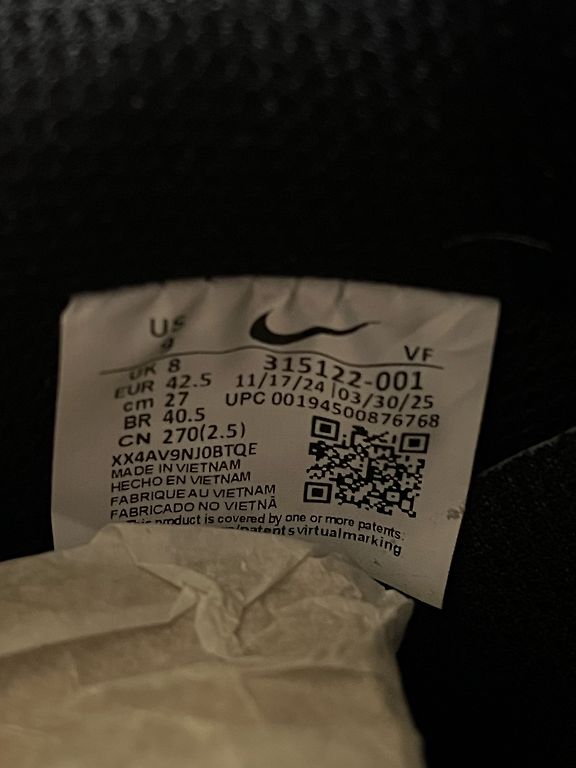 US
9
VF
UK 8
315122-001
EUR 42.5
11/17/24 | 03/30/25
cm 27
UPC 00194500876768
BR 40.5
CN 270(2.5)
XX4AV9NJ0BTQE
MADE IN VIETNAM
HECHO EN VIETNAM
FABRIQUE AU VIETNAM
FABRICADO NO VIETNÃ
This product is covered by one or more patents.
/patentsvirtualmarking